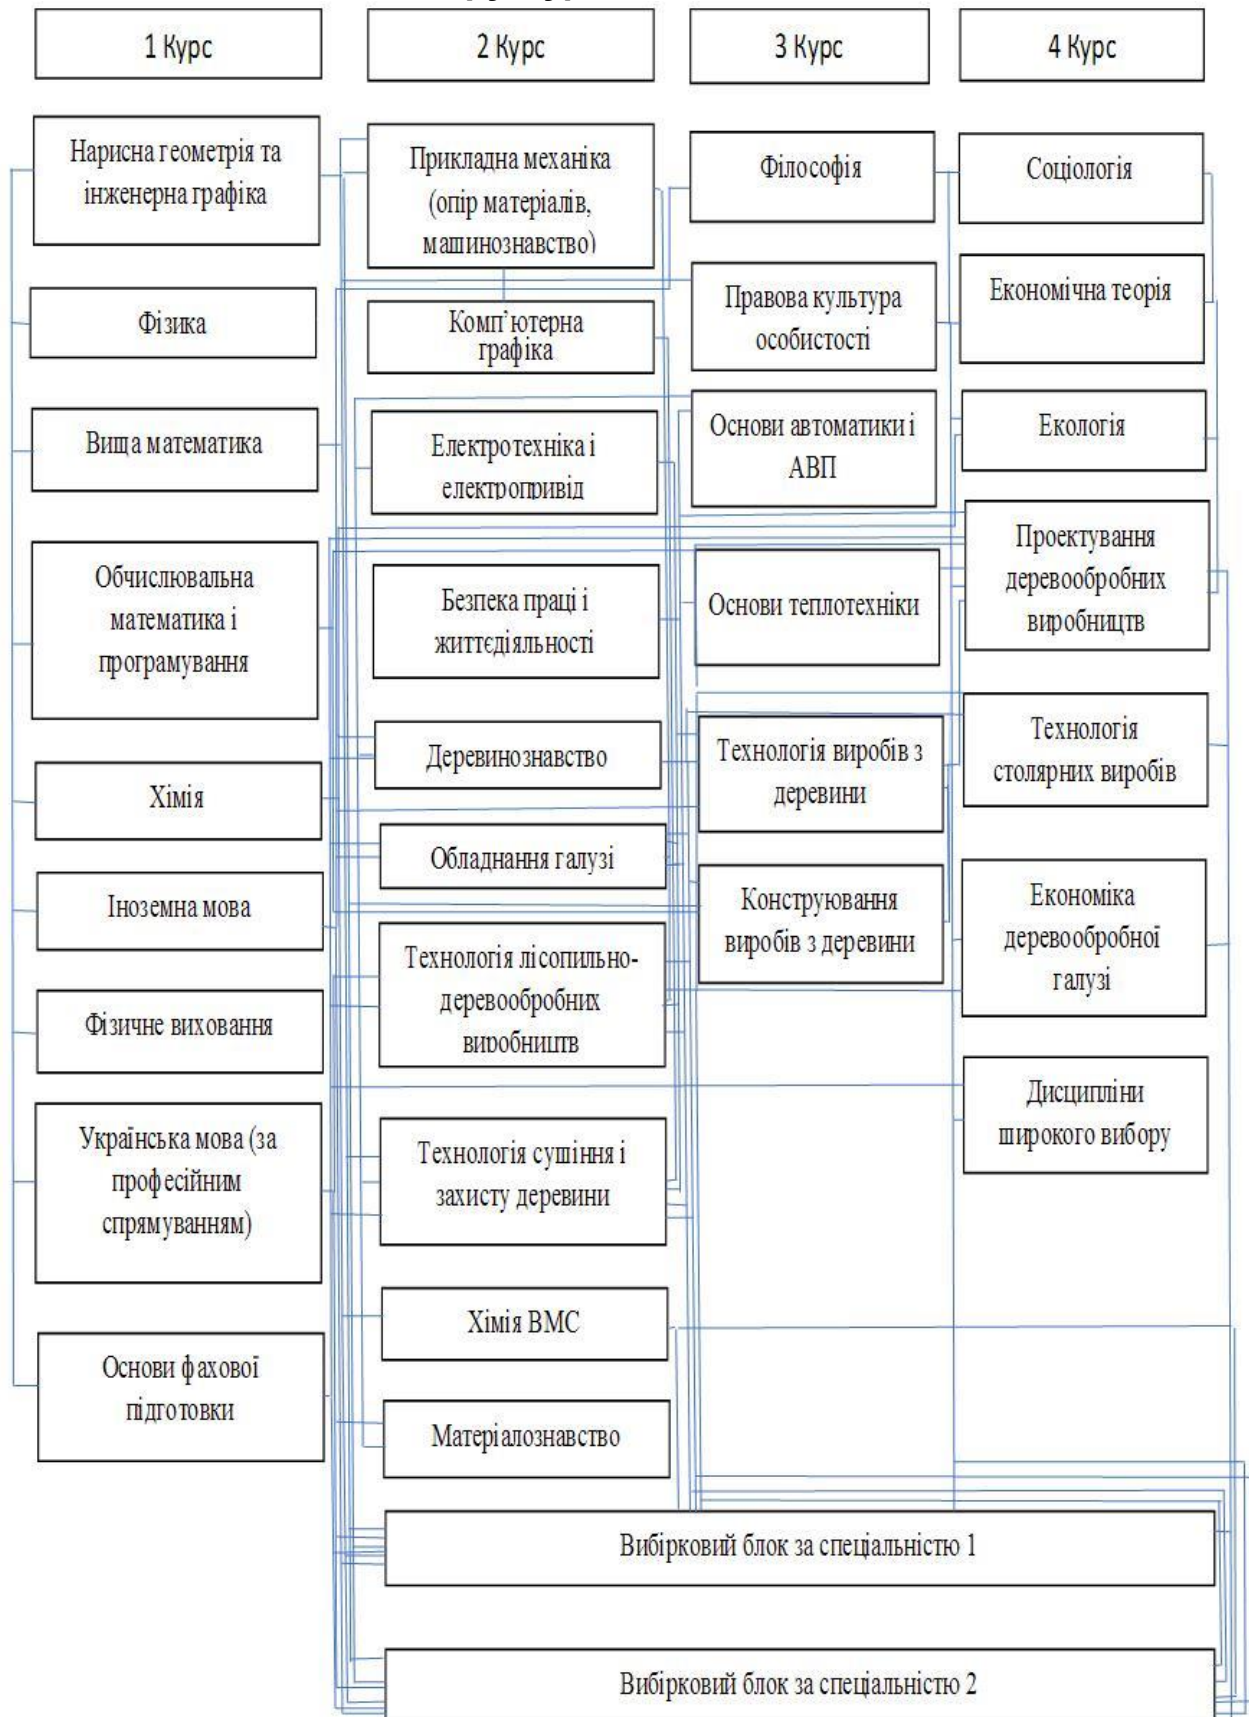 1 Курс
2 Курс
3 Курс
4 Курс
Нарисна геометрія та
інженерна графіка
Фізика
Вища математика
Обчислювальна
математика і
програмування
Хімія
Іноземна мова
Фізичне виховання
Українська мова (за
професійним
спрямуванням)
Основи фахової
підготовки
Прикладна механіка
(опір матеріалів,
машинознавство)
Комп’ютерна
графіка
Електротехніка і
електропривід
Безпека праці і
життєдіяльності
Деревинознавство
Обладнання галузі
Технологія лісопильно-
деревообробних
виробництв
Технологія сушіння і
захисту деревини
Хімія ВМС
Матеріалознавство
Філософія
Правова культура
особистості
Основи автоматики і
АВП
Основи теплотехніки
Технологія виробів з
деревини
Конструювання
виробів з деревини
Соціологія
Економічна теорія
Екологія
Проектування
деревообробних
виробництв
Технологія
столярних виробів
Економіка
деревообробної
галузі
Дисципліни
широкого вибору
Вибірковий блок за спеціальністю 1
Вибірковий блок за спеціальністю 2